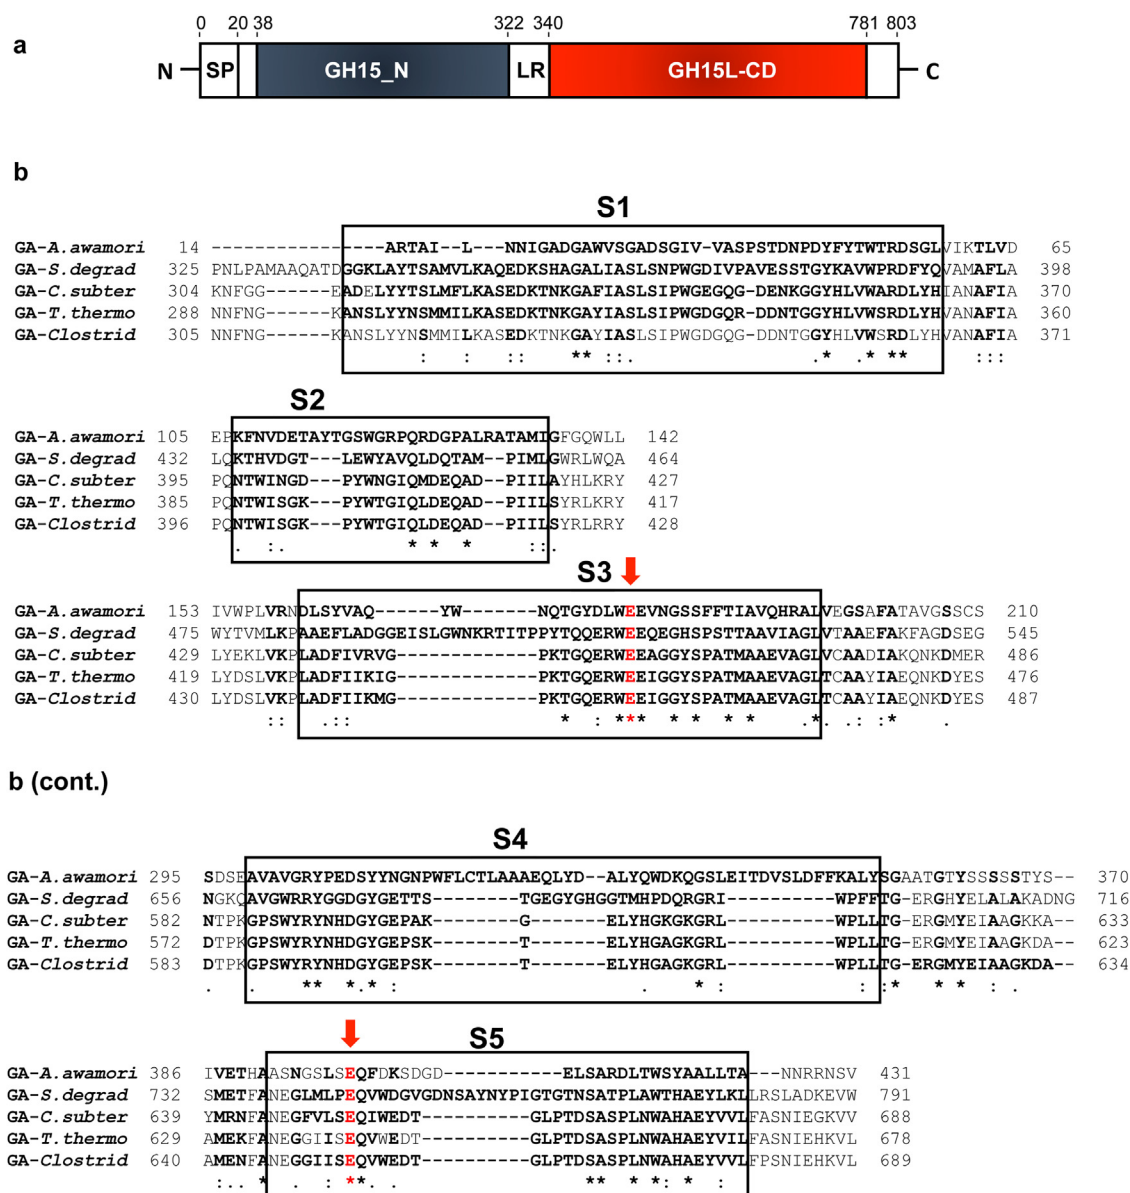 0 20 38 322 340 781 803
a
N SP GH15_N LR GH15L-CD C
b
S1
GA-A.awamori 14 ----------------ARTAI--L---NNIGADGAWVSGADSGIV-VASPSTDNPDYFYTWTRDSGLVIKTLVD 65
GA-S.degrad 325 PNLPAMAAQATDGGKLAYTSAMVLKAQEDKSHAGALIASLSNPWGDIVPAVESSTGYKAVWPRDFYQVAMAFLA 398
GA-C.subter 304 KNFGG------EADELYYTSLMFLKASEDKTNKGAFIASLSIPWGEGQG-DENKGGYHLVWARDLYHIANAFIA 370
GA-T.thermo 288 NNFNG------KANSLYYNSMMILKASEDKTNKGAYIASLSIPWGDGQR-DDNTGGYHLVWSRDLYHVANAFIA 360
GA-Clostrid 305 NNFNG------KANSLYYNSMMILKASEDKTNKGAYIASLSIPWGDGQG-DDNTGGYHLVWSRDLYHVANAFIA 371
: : :: ** ::. .* .* ** :::
S2
GA-A.awamori 105 EPKFNVDETAYTGSWGRPQRDGPALRATAMIGFGQWLL 142
GA-S.degrad 432 LQKTHVDGT---LEWYAVQLDQTAM--PIMLGWRLWQA 464
GA-C.subter 395 PQNTWINGD---PYWNGIQMDEQAD--PIILAYHLKRY 427
GA-T.thermo 385 PQNTWISGK---PYWTGIQLDEQAD--PIILSYRLKRY 417
GA-Clostrid 396 PQNTWISGK---PYWTGIQLDEQAD--PIILSYRLRRY 428
. :. * * * ::.
S3
GA-A.awamori 153 IVWPLVRNDLSYVAQ------YW-------NQTGYDLWEEVNGSSFFTIAVQHRALVEGSAFATAVGSSCS 210
GA-S.degrad 475 WYTVMLKPAAEFLADGGEISLGWNKRTITPPYTQQERWEEQEGHSPSTTAAVIAGLVTAAEFAKFAGDSEG 545
GA-C.subter 429 LYEKLVKPLADFIVRVG-----------PKTGQERWEEAGGYSPATMAAEVAGLVCAADIAKQNKDMER 486
GA-T.thermo 419 LYDSLVKPLADFIIKIG-----------PKTGQERWEEIGGYSPATMAAEVAGLTCAADIAEQNKDYES 476
GA-Clostrid 430 LYDSLVKPLADFIIKMG-----------PKTGQERWEEIGGYSPATMAAEVAGLTCAAYIAEQNKDYES 487
:: .:: * : *** * * * * .*.: :* .
b (cont.)
S4
GA-A.awamori 295 SDSEAVAVGRYPEDSYYNGNPWFLCTLAAAEQLYD--ALYQWDKQGSLEITDVSLDFFKALYSGAATGTYSSSSSTYS-- 370
GA-S.degrad 656 NGKQAVGWRRYGGDGYGETTS-------TGEGYGHGGTMHPDQRGRI----------WPFFTG-ERGHYELALAKADNG 716
GA-C.subter 582 NTPKGPSWYRYNHDGYGEPAK-------G------ELYHGKGKGRL----------WPLLTG-ERGHYEIAAGKKA-- 633
GA-T.thermo 572 DTPKGPSWYRYNHDGYGEPSK-------T------ELYHGAGKGRL----------WPLLTG-ERGMYEIAAGKDA-- 623
GA-Clostrid 583 DTPKGPSWYRYNHDGYGEPSK-------T------ELYHGAGKGRL----------WPLLTG-ERGMYEIAAGKDA-- 634
. . ** * * : . * : : :* * * : .
S5
GA-A.awamori 386 IVETHAASNGSLSEQFDKSDGD----------ELSARDLTWSYAALLTA---NNRRNSV 431
GA-S.degrad 732 SMETFANEGLMLPEQVWDGVGDNSAYNYPIGTGTNSATPLAWTHAEYLKLLRSLADKEVW 791
GA-C.subter 639 YMRNFANEGFVLSEQIWEDT----------GLPTDSASPLAWAHAEYVVLFASNIEGKVV 688
GA-T.thermo 629 AMEKFANEGGIISEQVWEDT----------GLPTDSASPLAWAHAEYVILFASNIEHKVL 678
GA-Clostrid 640 AMENFANEGGIISEQVWEDT----------GLPTDSASPLNWAHAEYVVLFPSNIEHKVL 689
:.. * . : ** . . ** * *: * :